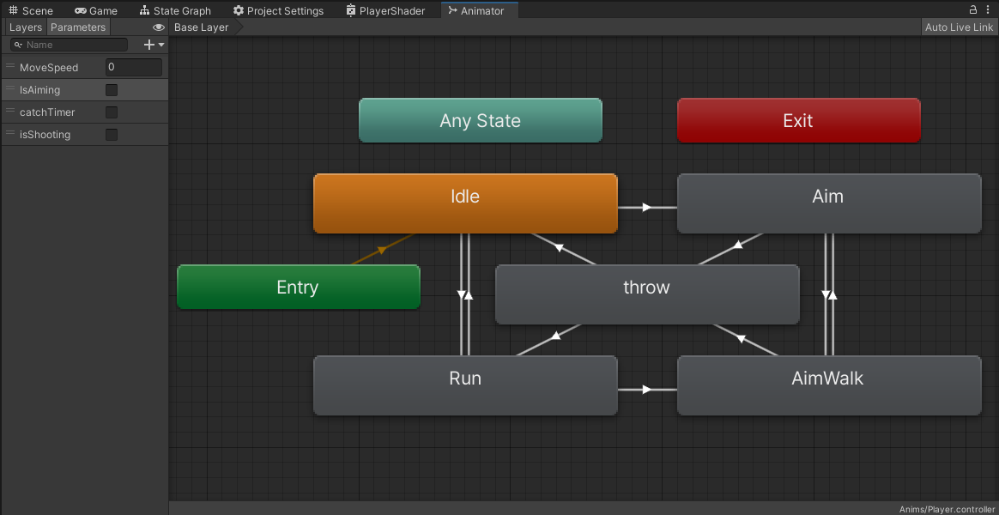 Scene Game State Graph Project Settings PlayerShader Animator
Layers Parameters Base Layer Auto Live Link
Name
MoveSpeed 0
IsAiming
catchTimer
isShooting
Any State Exit
Idle Aim
Entry throw
Run AimWalk
Anims/Player.controller